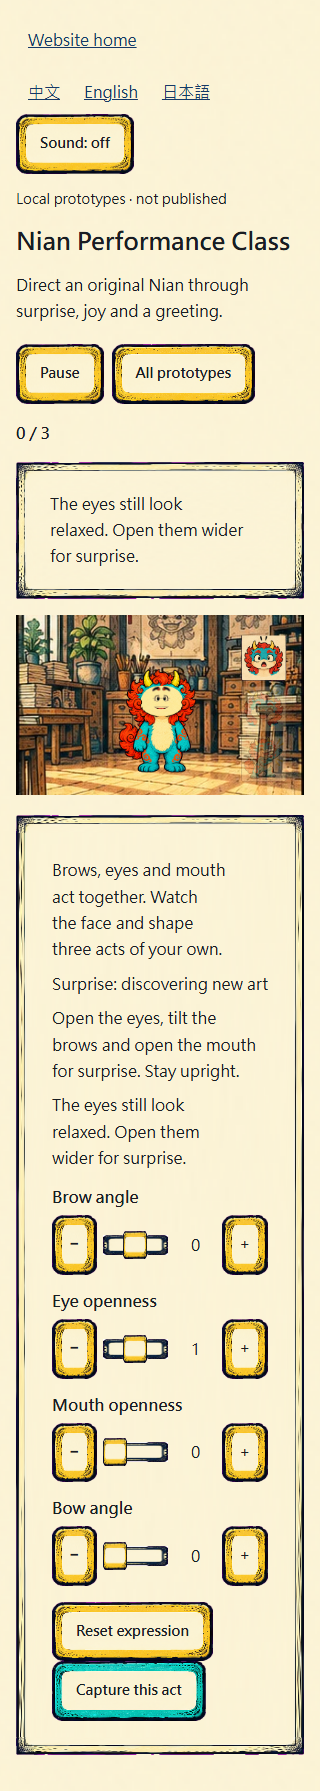 Website home
中文 English 日本語
Sound: off
Local prototypes · not published
Nian Performance Class
Direct an original Nian through
surprise, joy and a greeting.
Pause All prototypes
0 / 3
The eyes still look
relaxed. Open them wider
for surprise.
Brows, eyes and mouth
act together. Watch
the face and shape
three acts of your own.
Surprise: discovering new art
Open the eyes, tilt the
brows and open the mouth
for surprise. Stay upright.
The eyes still look
relaxed. Open them
wider for surprise.
Brow angle
− 0 +
Eye openness
− 1 +
Mouth openness
− 0 +
Bow angle
− 0 +
Reset expression
Capture this act